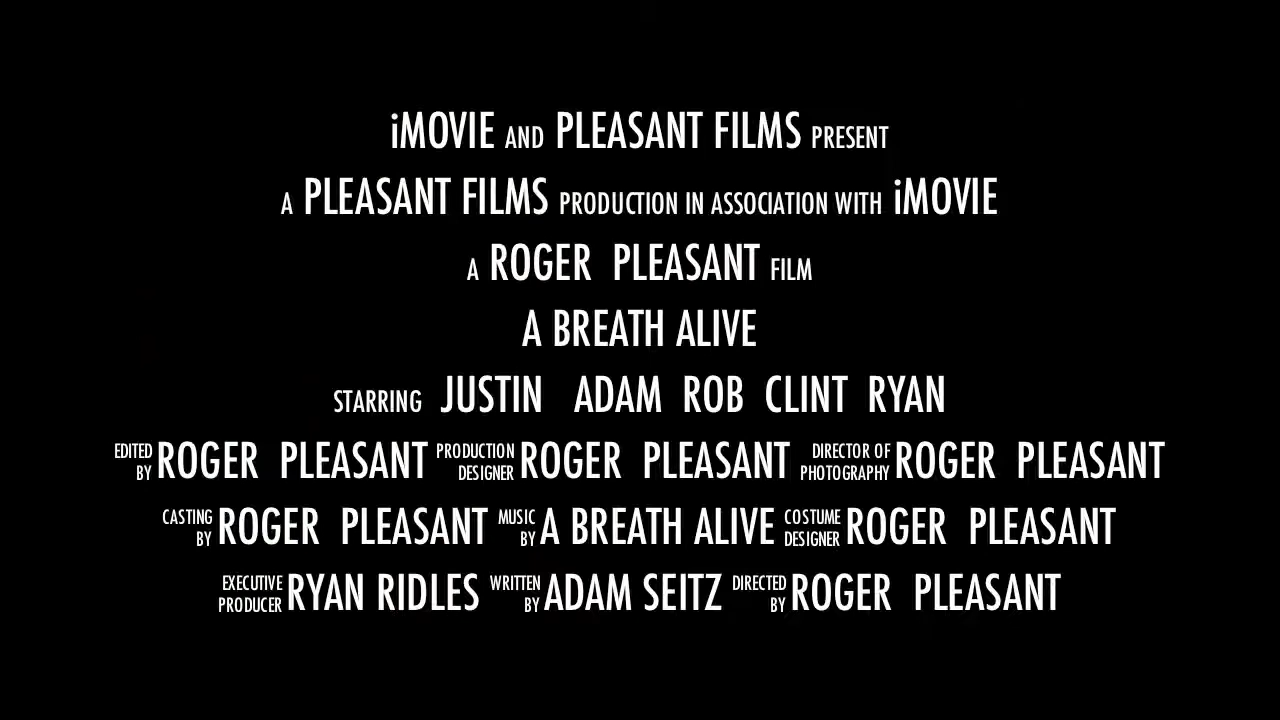 iMOVIE AND PLEASANT FILMS PRESENT
A PLEASANT FILMS PRODUCTION IN ASSOCIATION WITH iMOVIE
A ROGER PLEASANT FILM
A BREATH ALIVE
STARRING JUSTIN ADAM ROB CLINT RYAN
EDITED BY ROGER PLEASANT PRODUCTION DESIGNER ROGER PLEASANT DIRECTOR OF PHOTOGRAPHY ROGER PLEASANT
CASTING BY ROGER PLEASANT MUSIC BY A BREATH ALIVE COSTUME DESIGNER ROGER PLEASANT
EXECUTIVE PRODUCER RYAN RIDLES WRITTEN BY ADAM SEITZ DIRECTED BY ROGER PLEASANT